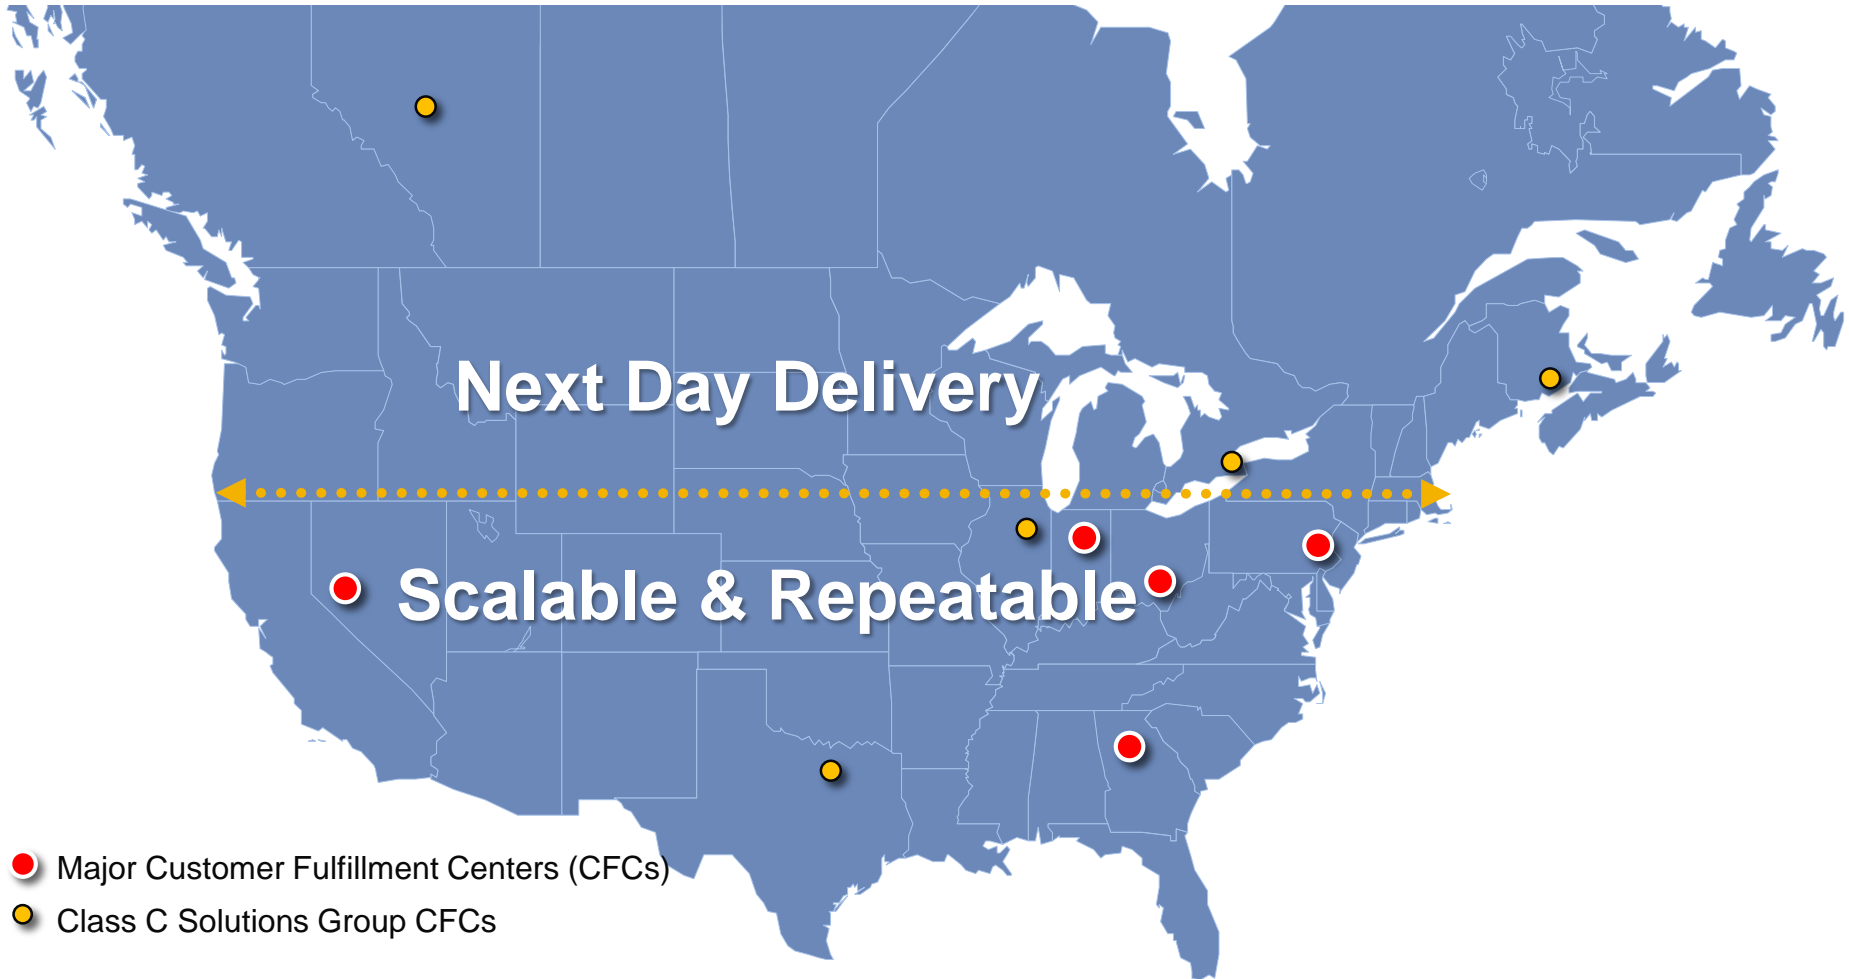 Next Day Delivery
Scalable & Repeatable
Major Customer Fulfillment Centers (CFCs)
Class C Solutions Group CFCs